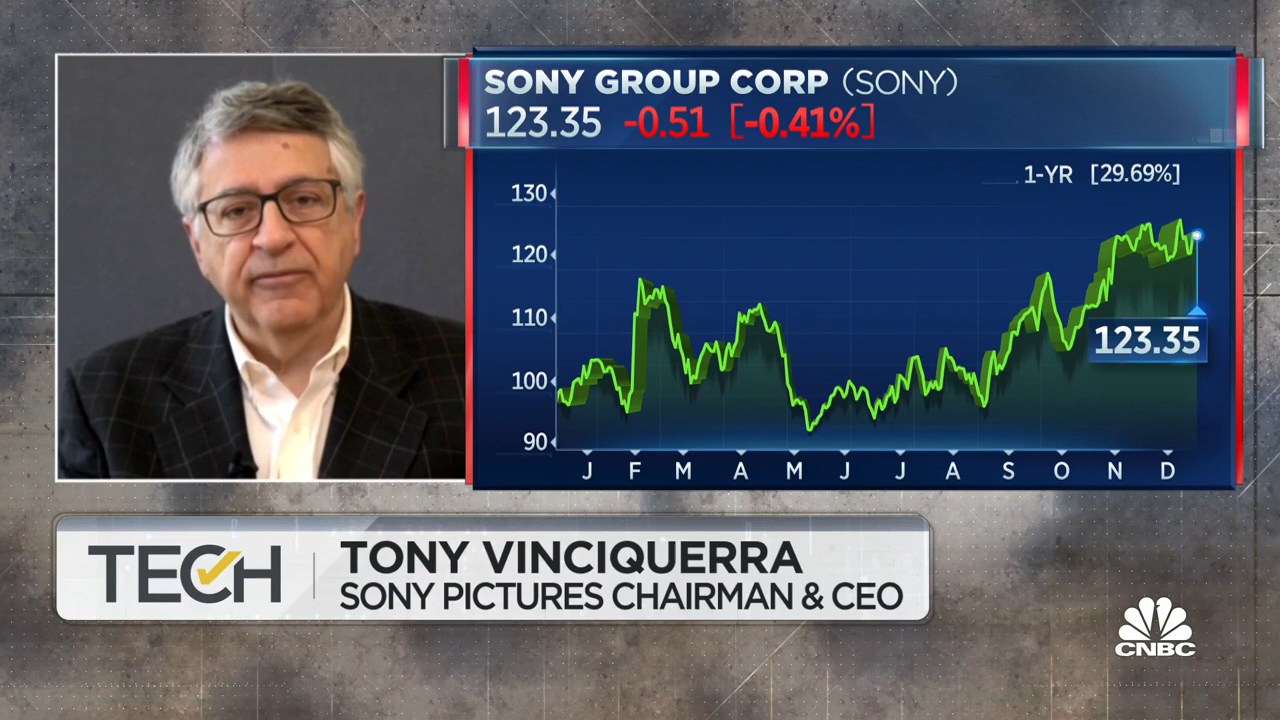 SONY GROUP CORP (SONY)
123.35 -0.51 [-0.41%]
1-YR [29.69%]
130
120
110
100
90
123.35
J F M A M J J A S O N D
TECH
TONY VINCIQUERRA
SONY PICTURES CHAIRMAN & CEO
CNBC